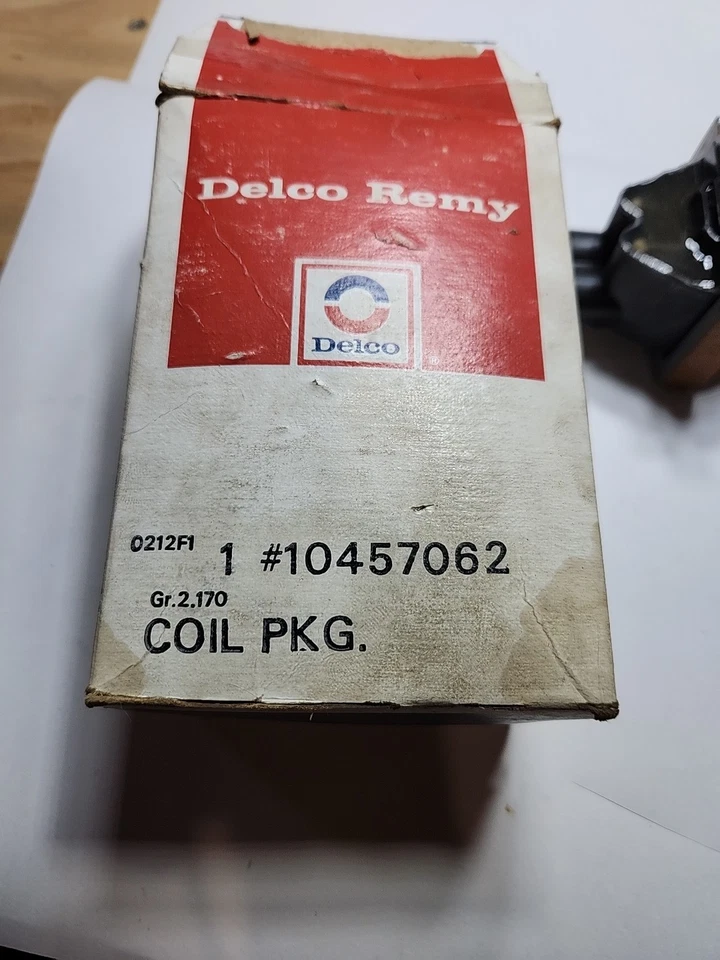 Delco Remy
Delco
0212F1 1 #10457062
Gr.2.170
COIL PKG.